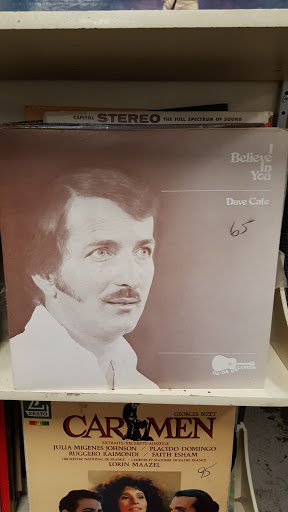 CAPITOL STEREO THE FULL SPECTRUM OF SOUND
I
Believe
In
You
Dave Cate
65
GEORGES BIZET
CARMEN
JULIA MIGENES JOHNSON / PLACIDO DOMINGO
RUGGERO RAIMONDI / FAITH ESHAM
LORIN MAAZEL
95